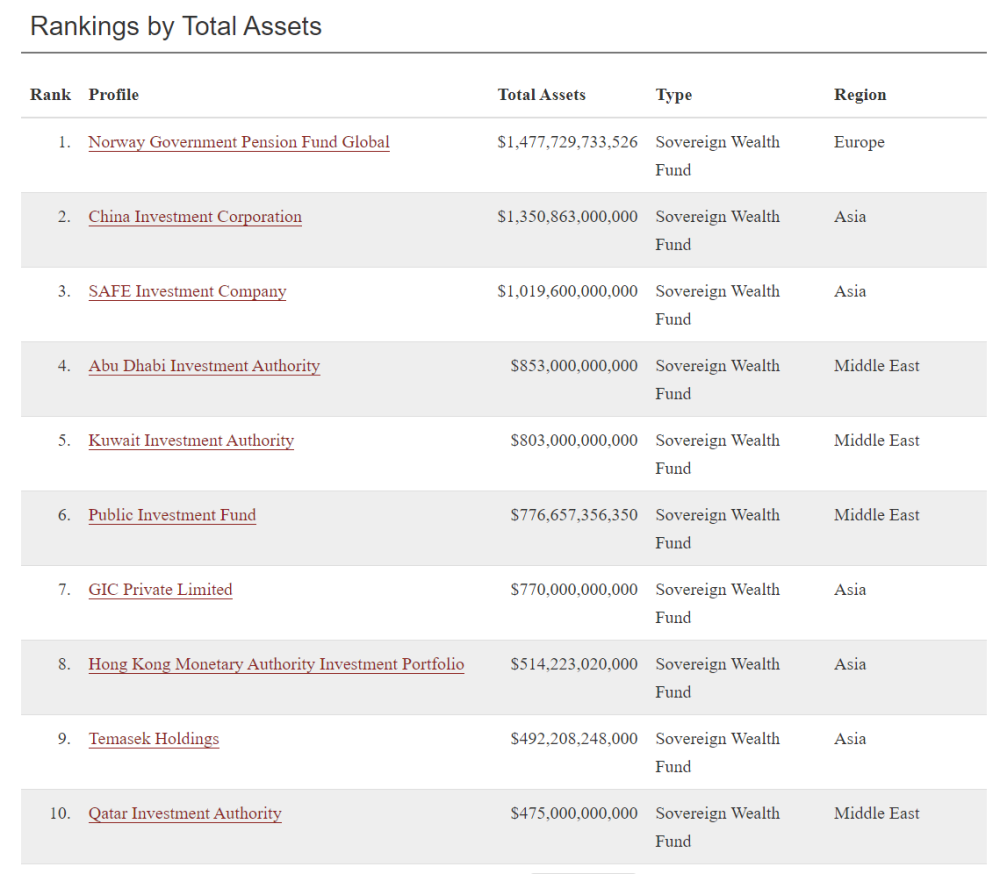 Rankings by Total Assets
Rank Profile Total Assets Type Region
1. Norway Government Pension Fund Global $1,477,729,733,526 Sovereign Wealth Europe
Fund
2. China Investment Corporation $1,350,863,000,000 Sovereign Wealth Asia
Fund
3. SAFE Investment Company $1,019,600,000,000 Sovereign Wealth Asia
Fund
4. Abu Dhabi Investment Authority $853,000,000,000 Sovereign Wealth Middle East
Fund
5. Kuwait Investment Authority $803,000,000,000 Sovereign Wealth Middle East
Fund
6. Public Investment Fund $776,657,356,350 Sovereign Wealth Middle East
Fund
7. GIC Private Limited $770,000,000,000 Sovereign Wealth Asia
Fund
8. Hong Kong Monetary Authority Investment Portfolio $514,223,020,000 Sovereign Wealth Asia
Fund
9. Temasek Holdings $492,208,248,000 Sovereign Wealth Asia
Fund
10. Qatar Investment Authority $475,000,000,000 Sovereign Wealth Middle East
Fund